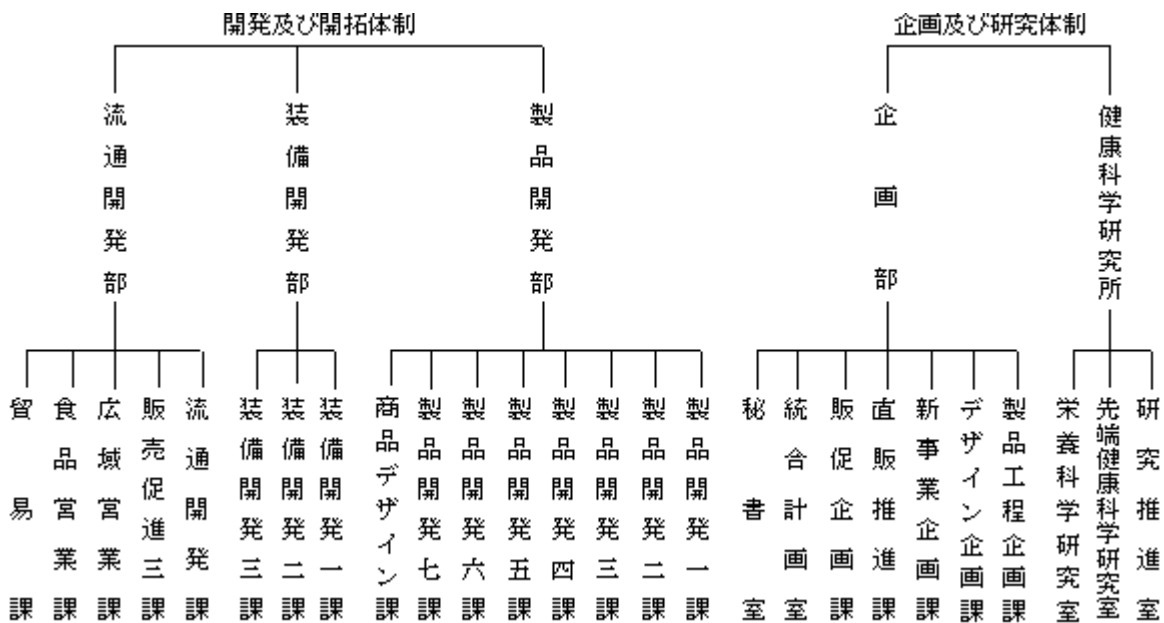 開発及び開拓体制
企画及び研究体制
流通開発部
装備開発部
製品開発部
企画部
健康科学研究所
貿易課
食品営業課
広域営業課
販売促進三課
流通開発課
装備開発三課
装備開発二課
装備開発一課
商品デザイン課
製品開発七課
製品開発六課
製品開発五課
製品開発四課
製品開発三課
製品開発二課
製品開発一課
秘書室
統合計画室
販促企画課
直販推進課
新事業企画課
デザイン企画課
製品工程企画課
栄養科学研究室
先端健康科学研究室
研究推進室